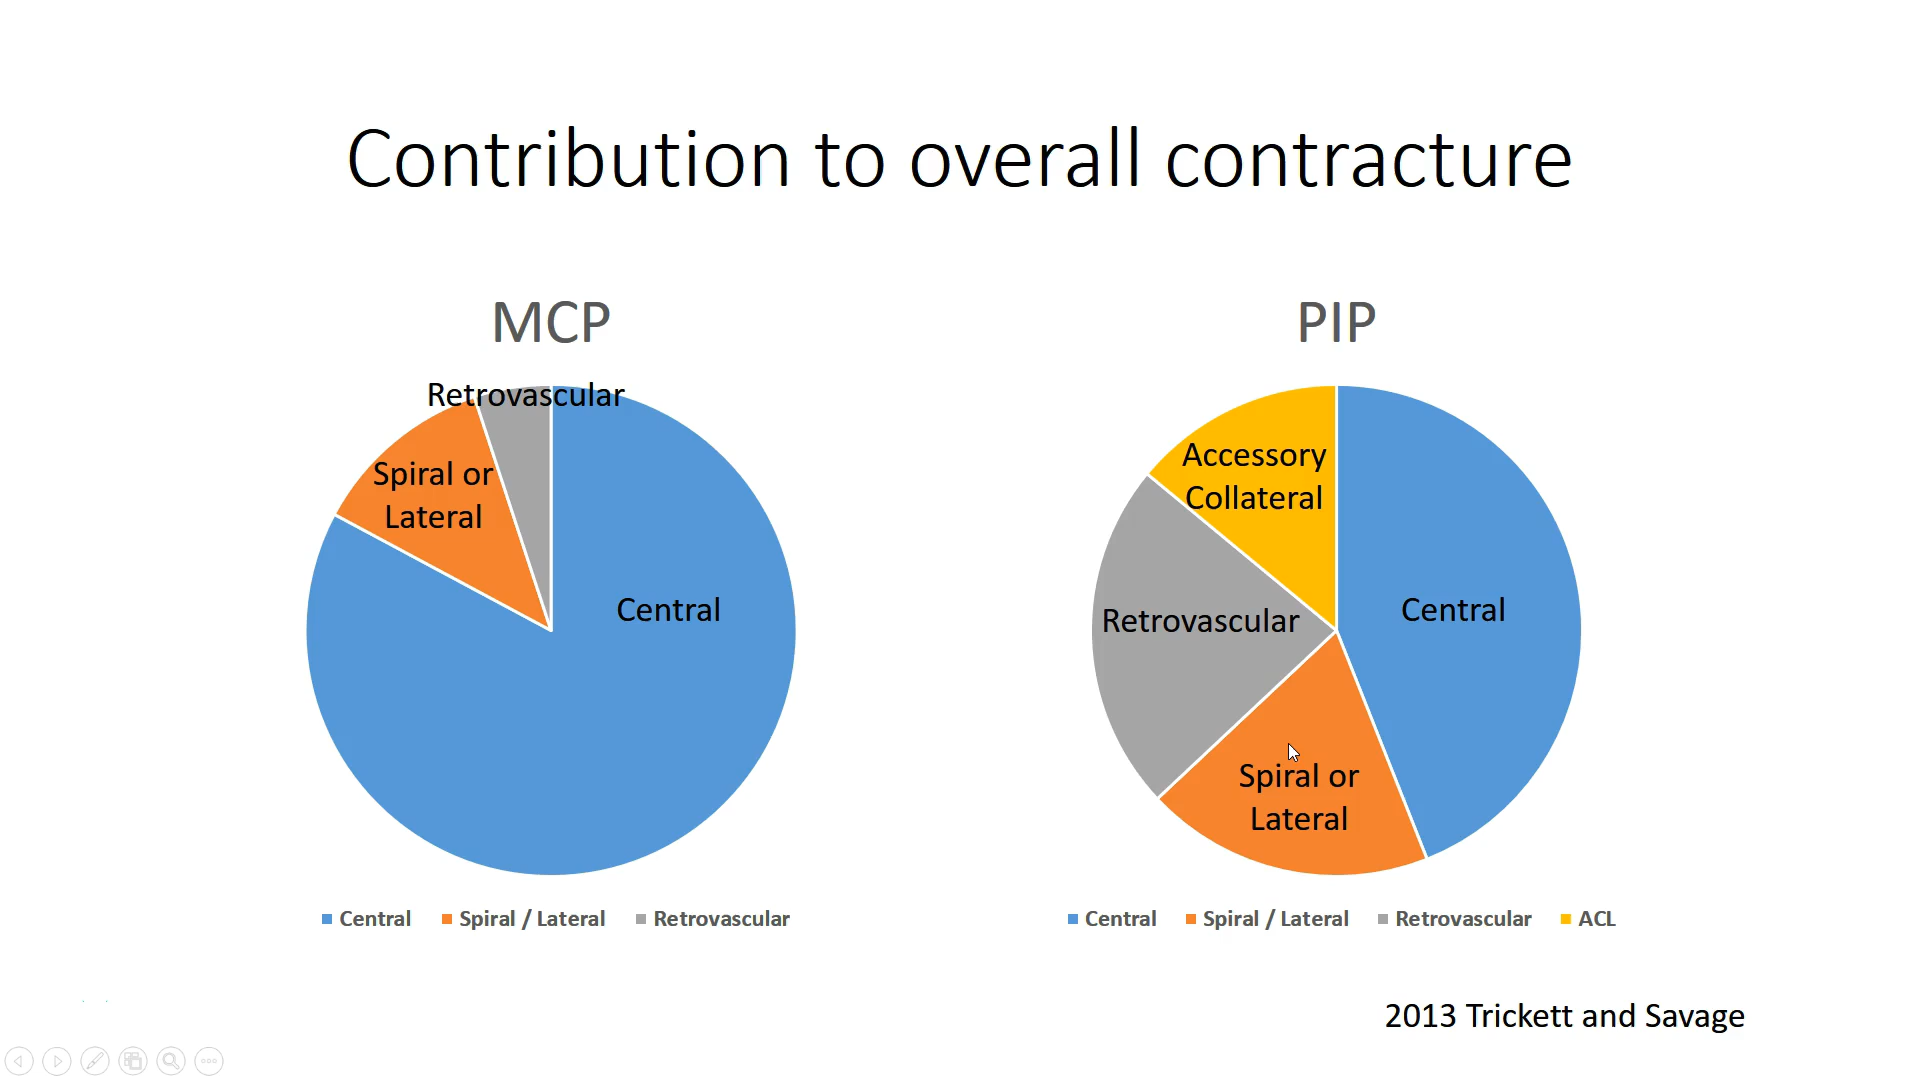 Contribution to overall contracture
MCP
Retrovascular
Spiral or
Lateral
Central
Central
Spiral / Lateral
Retrovascular
PIP
Accessory
Collateral
Retrovascular
Central
Spiral or
Lateral
Central
Spiral / Lateral
Retrovascular
ACL
2013 Trickett and Savage